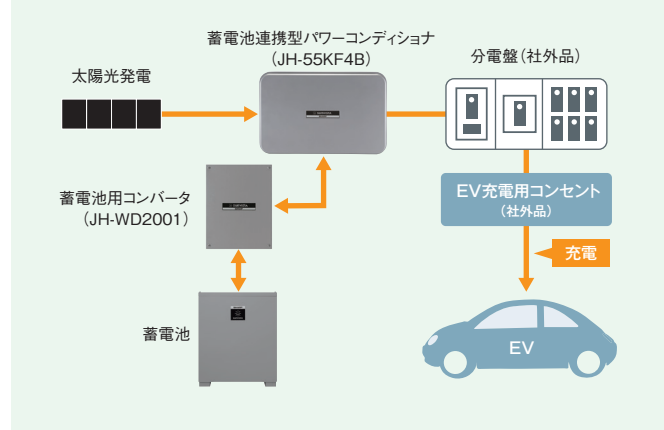 蓄電池連携型パワーコンディショナ
（JH-55KF4B）
分電盤（社外品）
太陽光発電
蓄電池用コンバータ
（JH-WD2001）
EV充電用コンセント
（社外品）
充電
蓄電池
EV